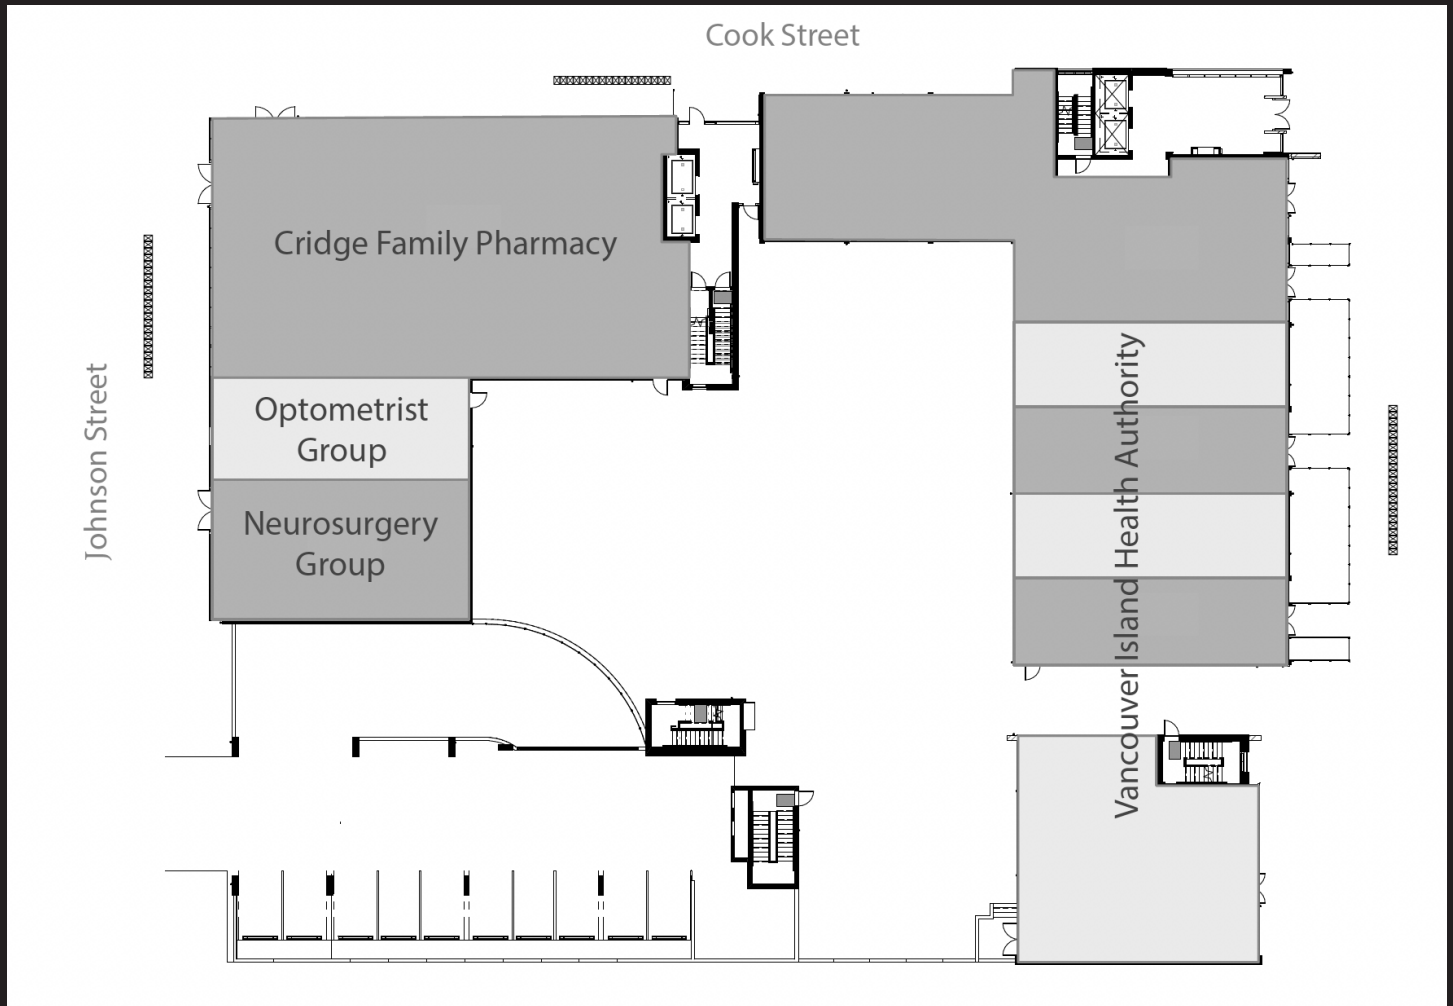 Cook Street
Cridge Family Pharmacy
Johnson Street
Optometrist
Group
Neurosurgery
Group
Vancouver Island Health Authority